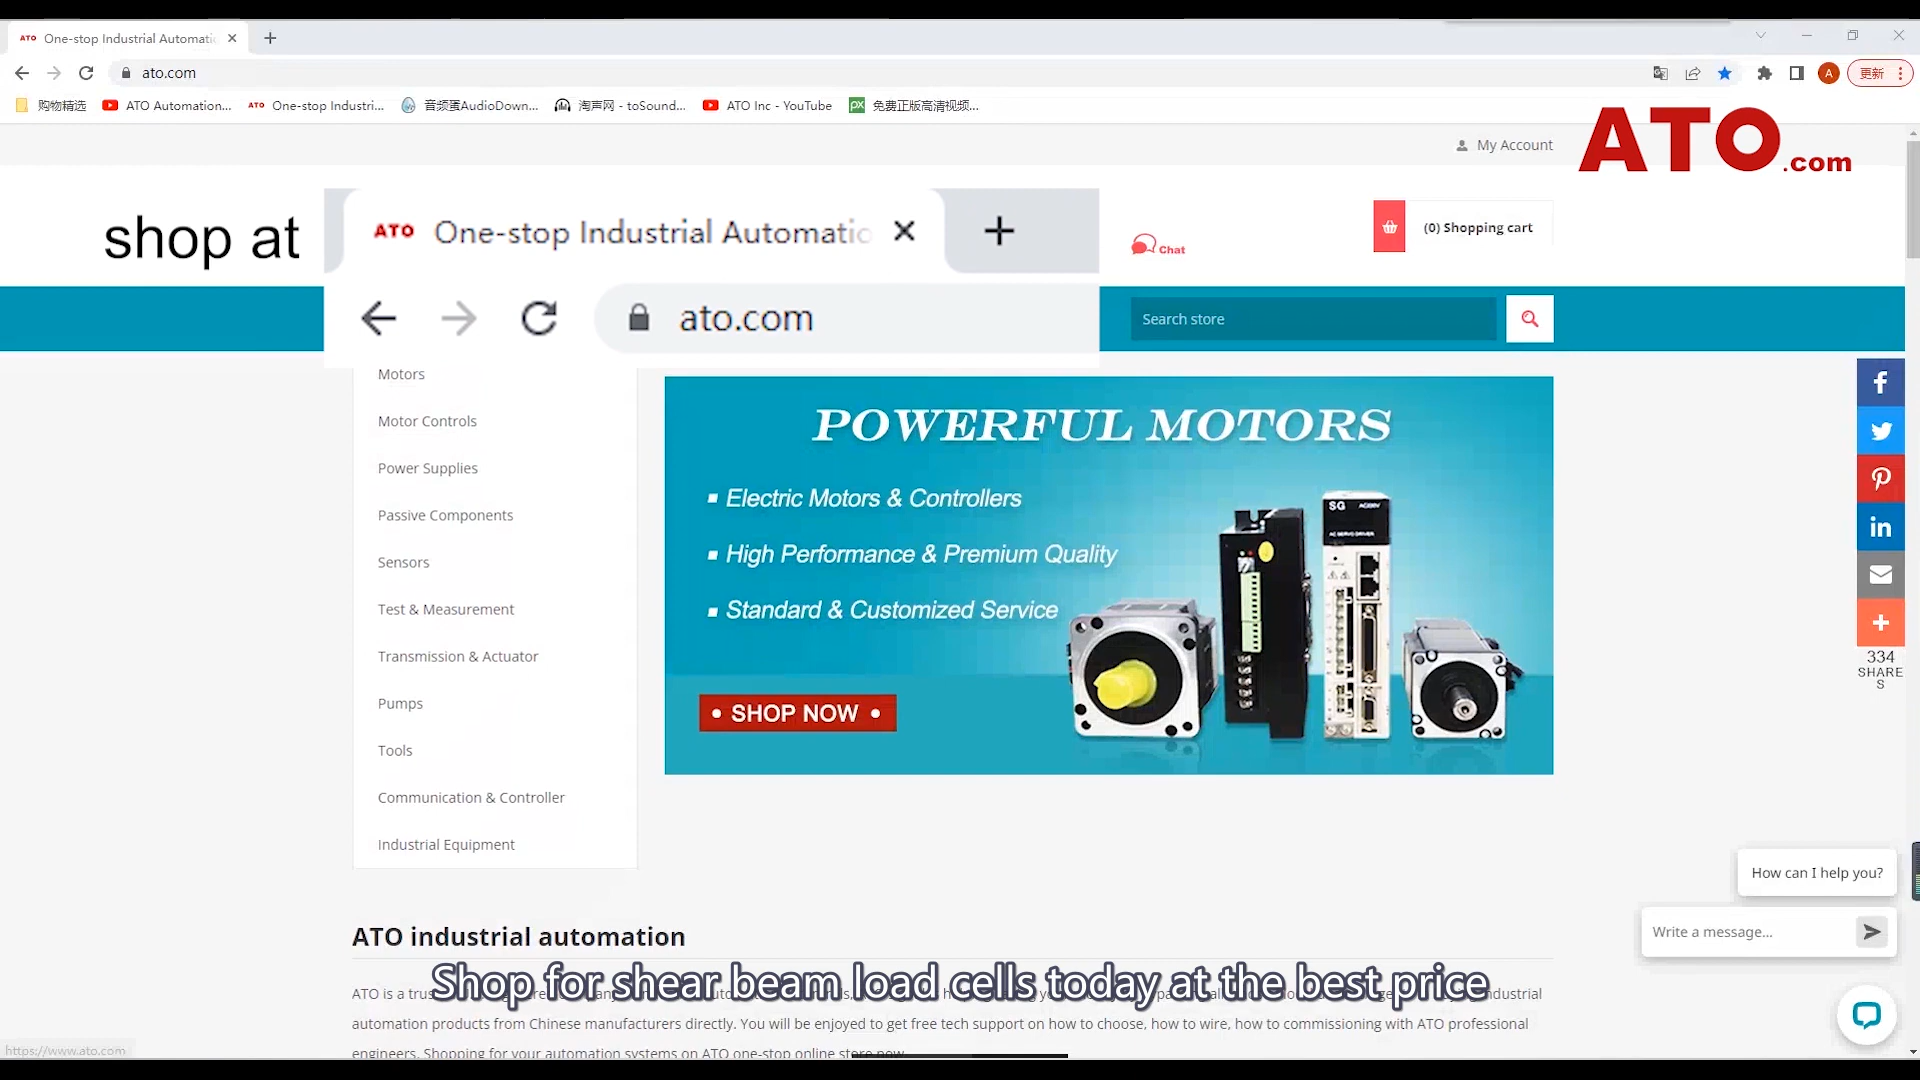 ATO One-stop Industrial Automatic
ato.com
更新
购物精选
ATO Automation...
ATO One-stop Industri...
音频蛋AudioDown...
淘声网 - toSound...
ATO Inc - YouTube
px 免费正版高清视频...
My Account
ATO.com
shop at
ATO One-stop Industrial Automatic
ato.com
Chat
(0) Shopping cart
Search store
Motors
Motor Controls
Power Supplies
Passive Components
Sensors
Test & Measurement
Transmission & Actuator
Pumps
Tools
Communication & Controller
Industrial Equipment
POWERFUL MOTORS
▪ Electric Motors & Controllers
▪ High Performance & Premium Quality
▪ Standard & Customized Service
• SHOP NOW •
SG
334
SHARE
S
How can I help you?
Write a message...
ATO industrial automation
Shop for shear beam load cells today at the best price
ATO is a
industrial
automation products from Chinese manufacturers directly. You will be enjoyed to get free tech support on how to choose, how to wire, how to commissioning with ATO professional
engineers. Shopping for your automation systems on ATO one-stop online store now.
https://www.ato.com